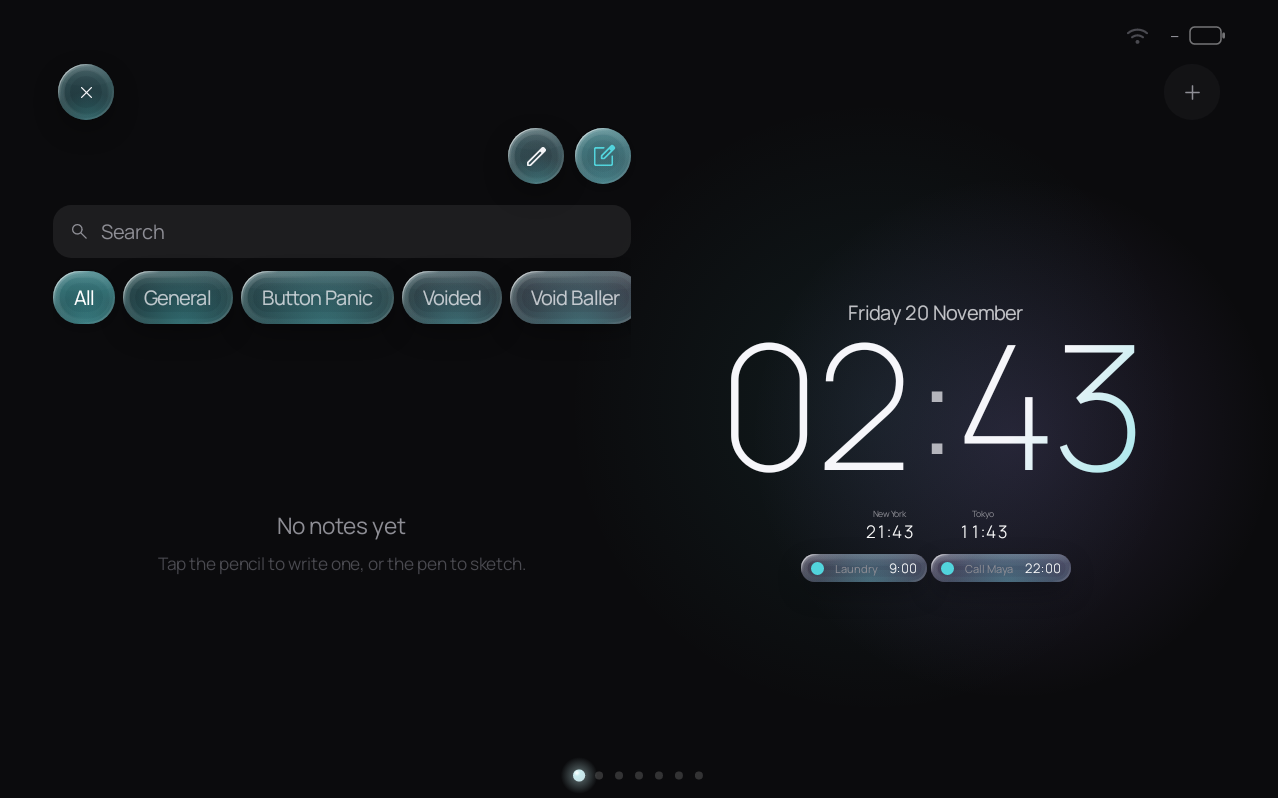 Search
All General Button Panic Voided Void Baller
No notes yet
Tap the pencil to write one, or the pen to sketch.
Friday 20 November
02:43
New York Tokyo
21:43 11:43
Laundry 9:00 Call Maya 22:00